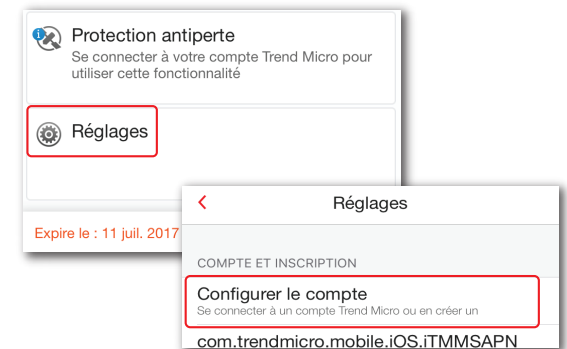 Protection antiperte
Se connecter à votre compte Trend Micro pour
utiliser cette fonctionnalité
Réglages
Expire le : 11 juil. 2017
Réglages
COMPTE ET INSCRIPTION
Configurer le compte
Se connecter à un compte Trend Micro ou en créer un
com.trendmicro.mobile.iOS.iTMMSAPN